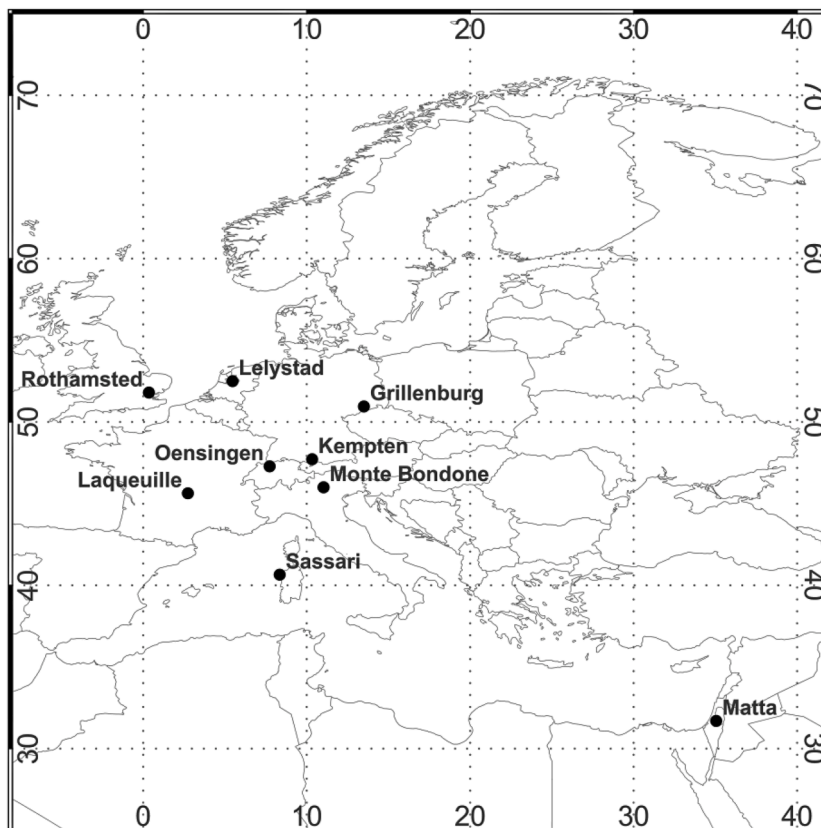 0 10 20 30 40
70 70
60 60
Lelystad
Rothamsted
Grillenburg
50 50
Kempten
Oensingen
Monte Bondone
Laqueuille
Sassari
40 40
Matta
30 30
0 10 20 30 40